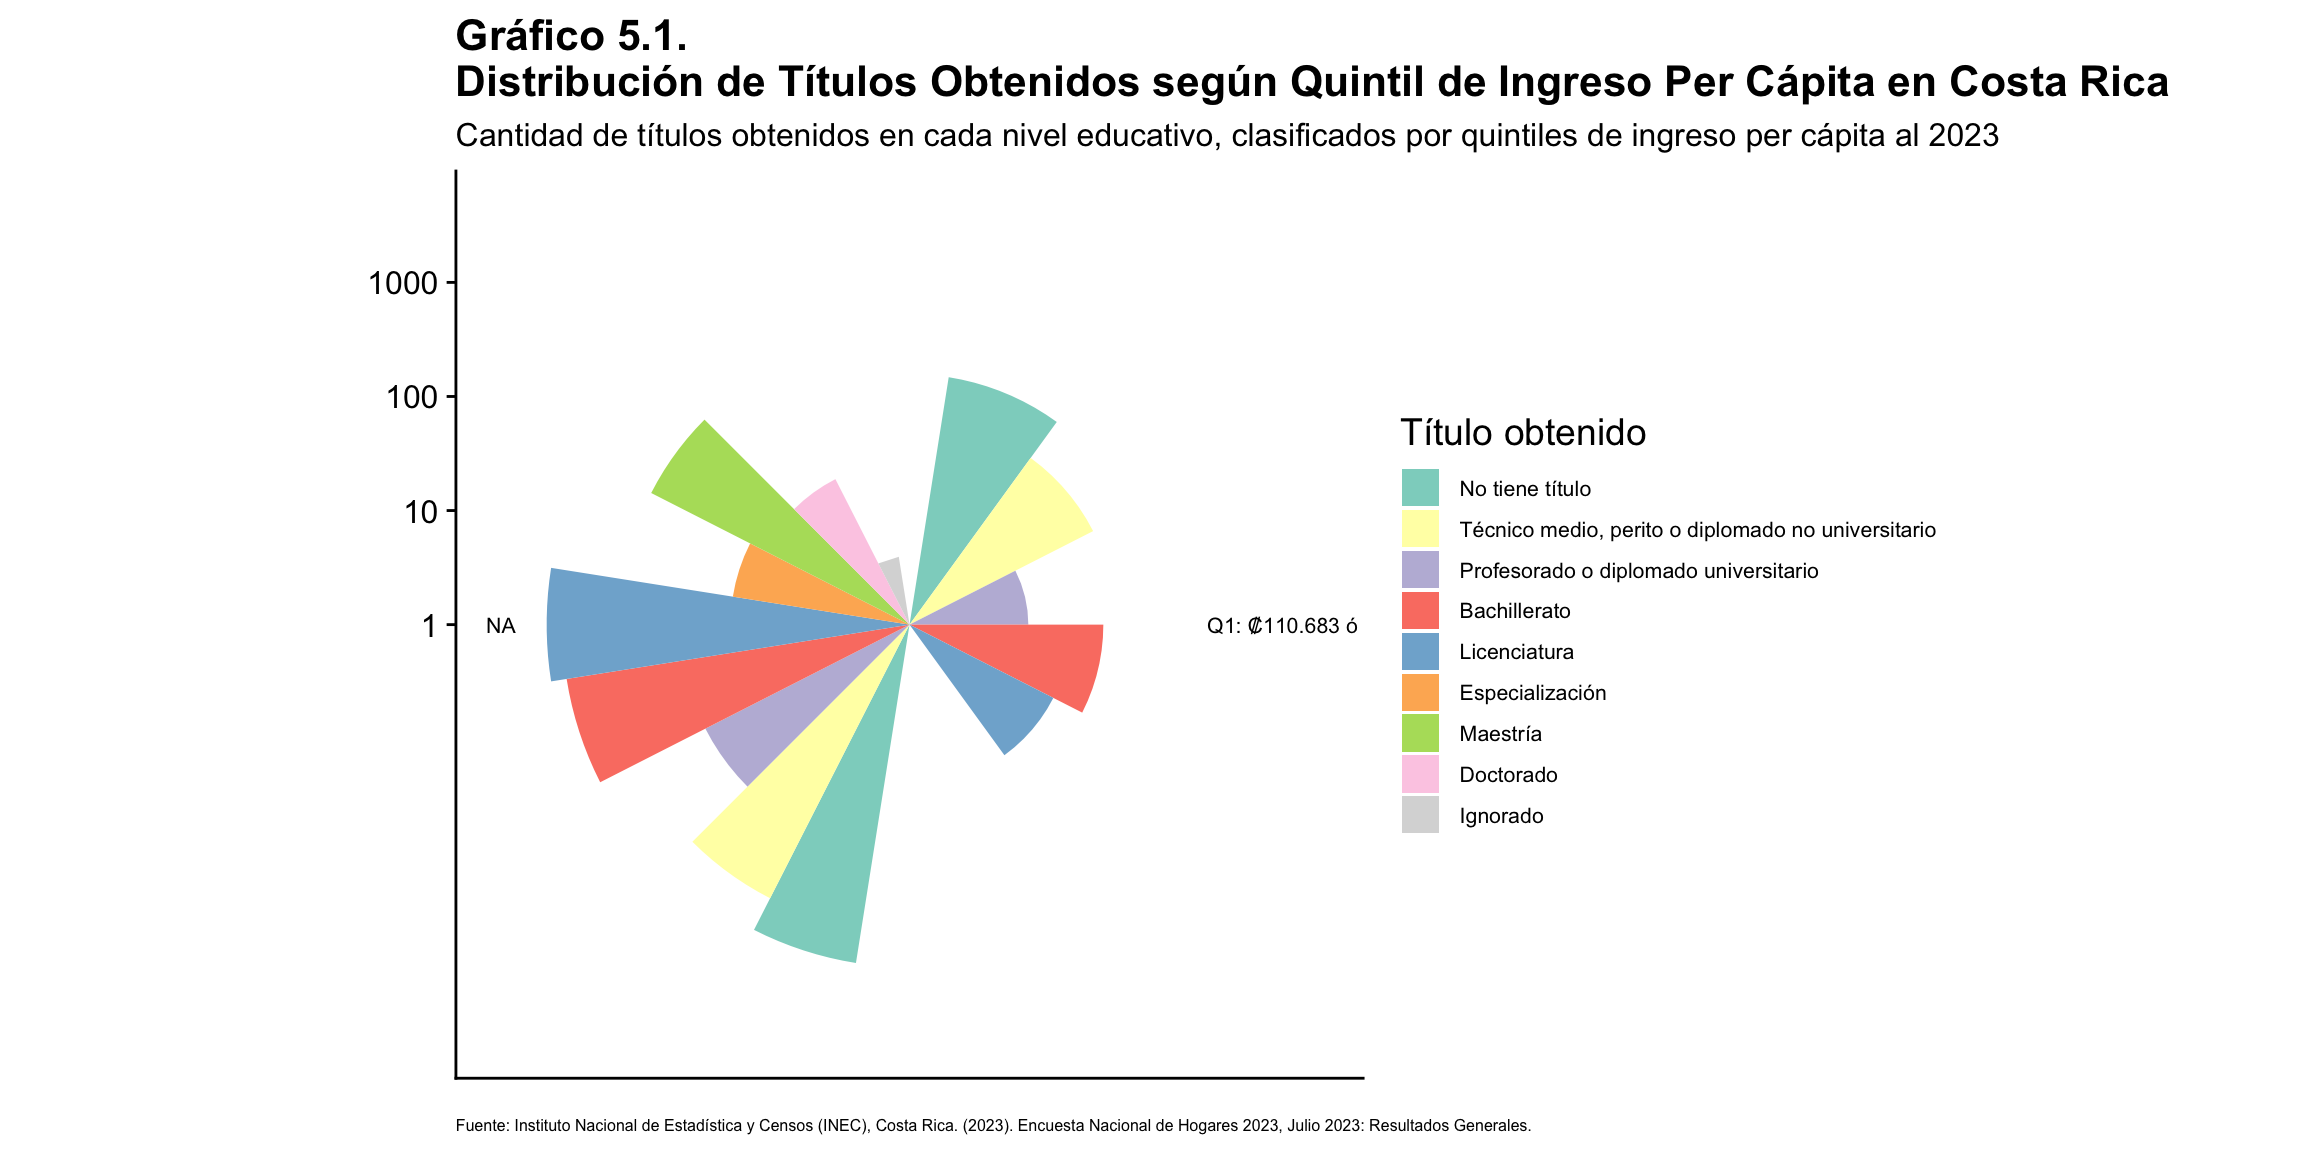 Gráfico 5.1.
Distribución de Títulos Obtenidos según Quintil de Ingreso Per Cápita en Costa Rica
Cantidad de títulos obtenidos en cada nivel educativo, clasificados por quintiles de ingreso per cápita al 2023
1000
100
10
1
NA
Q1: ₡110.683 ó
Título obtenido
No tiene título
Técnico medio, perito o diplomado no universitario
Profesorado o diplomado universitario
Bachillerato
Licenciatura
Especialización
Maestría
Doctorado
Ignorado
Fuente: Instituto Nacional de Estadística y Censos (INEC), Costa Rica. (2023). Encuesta Nacional de Hogares 2023, Julio 2023: Resultados Generales.